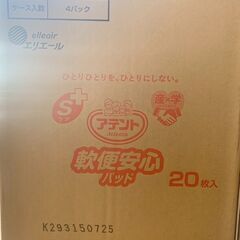 ケース入数 4パック
elleair
エリエール
ひとりひとりを、ひとりにしない。
S+
産×学
アテント
軟便安心
パッド
20枚入
K293150725